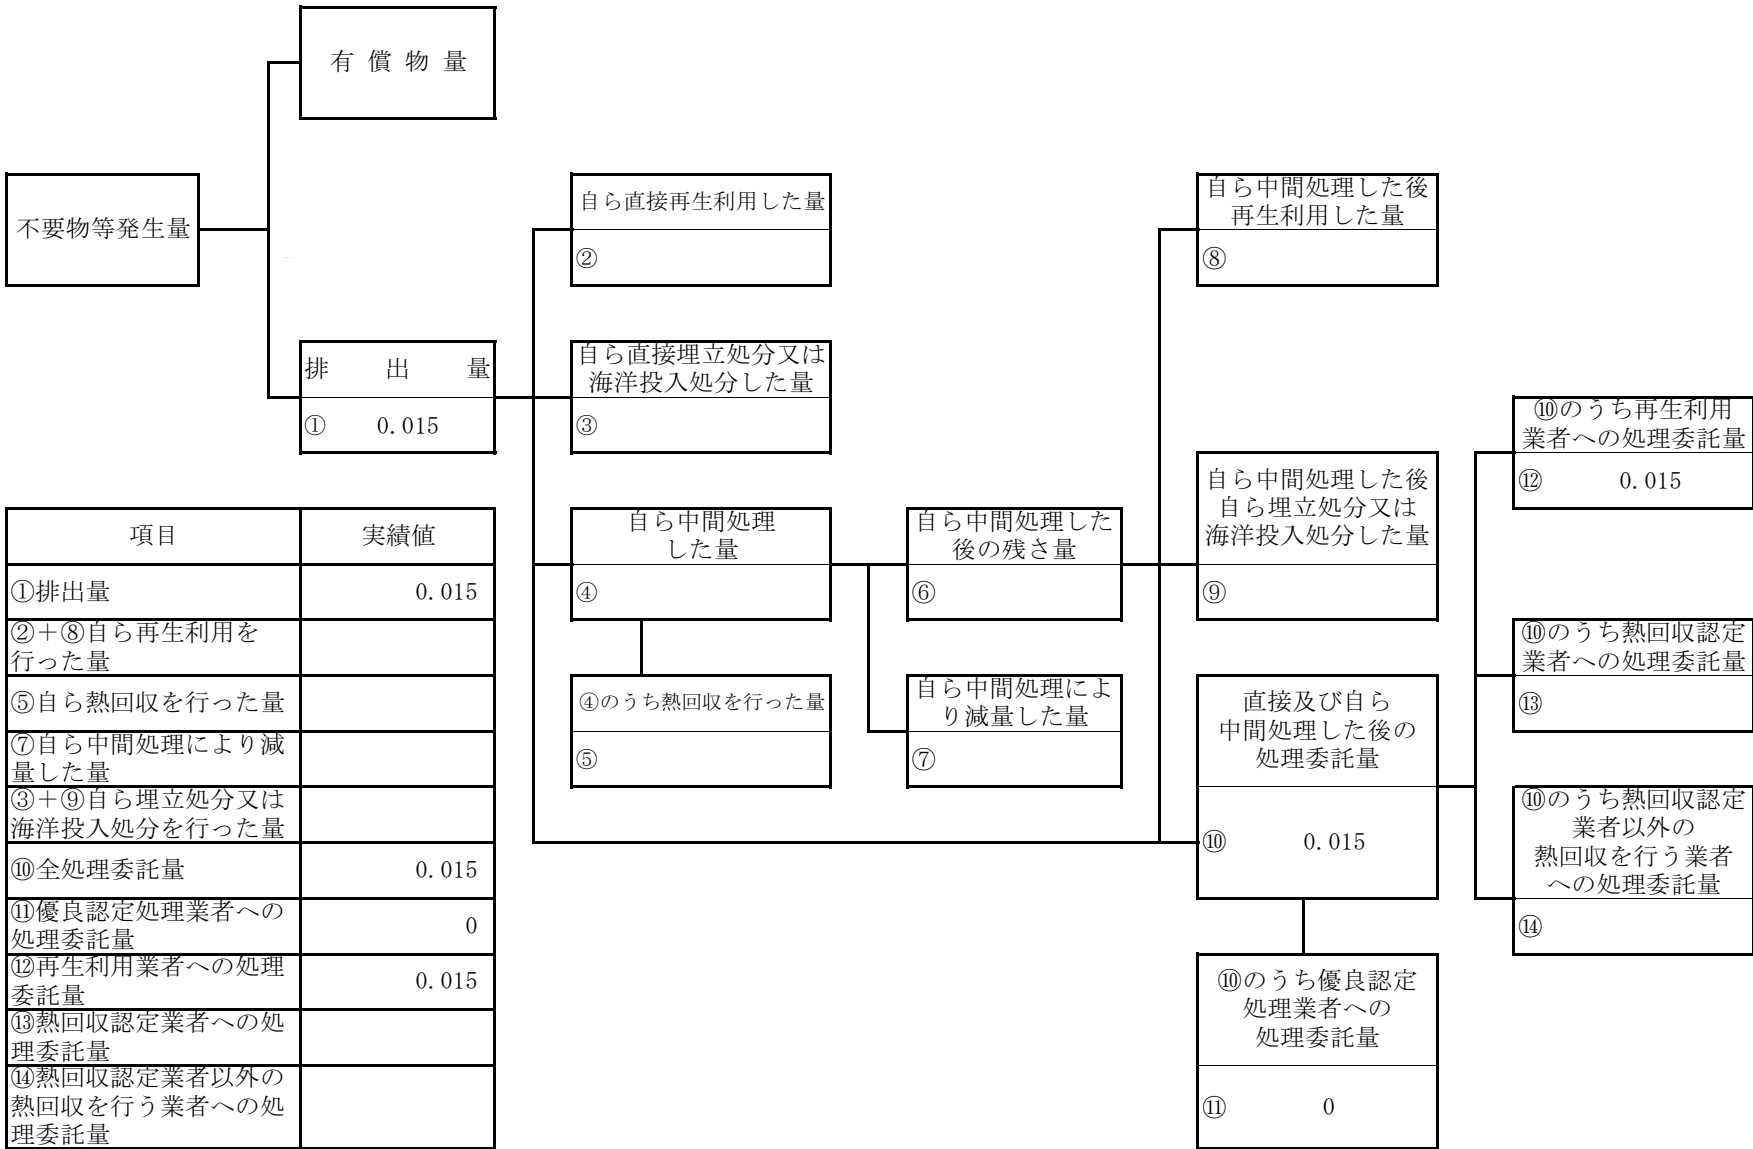 有償物量
不要物等発生量
排出量
① 0.015
自ら直接再生利用した量
②
自ら直接埋立処分又は
海洋投入処分した量
③
自ら中間処理
した量
④
④のうち熱回収を行った量
⑤
自ら中間処理した
後の残さ量
⑥
自ら中間処理によ
り減量した量
⑦
自ら中間処理した後
再生利用した量
⑧
自ら中間処理した後
自ら埋立処分又は
海洋投入処分した量
⑨
直接及び自ら
中間処理した後の
処理委託量
⑩ 0.015
⑩のうち優良認定
処理業者への
処理委託量
⑪ 0
⑩のうち再生利用
業者への処理委託量
⑫ 0.015
⑩のうち熱回収認定
業者への処理委託量
⑬
⑩のうち熱回収認定
業者以外の
熱回収を行う業者
への処理委託量
⑭
項目 実績値
①排出量 0.015
②＋⑧自ら再生利用を
行った量
⑤自ら熱回収を行った量
⑦自ら中間処理により減
量した量
③＋⑨自ら埋立処分又は
海洋投入処分を行った量
⑩全処理委託量 0.015
⑪優良認定処理業者への
処理委託量 0
⑫再生利用業者への処理
委託量 0.015
⑬熱回収認定業者への処
理委託量
⑭熱回収認定業者以外の
熱回収を行う業者への処
理委託量